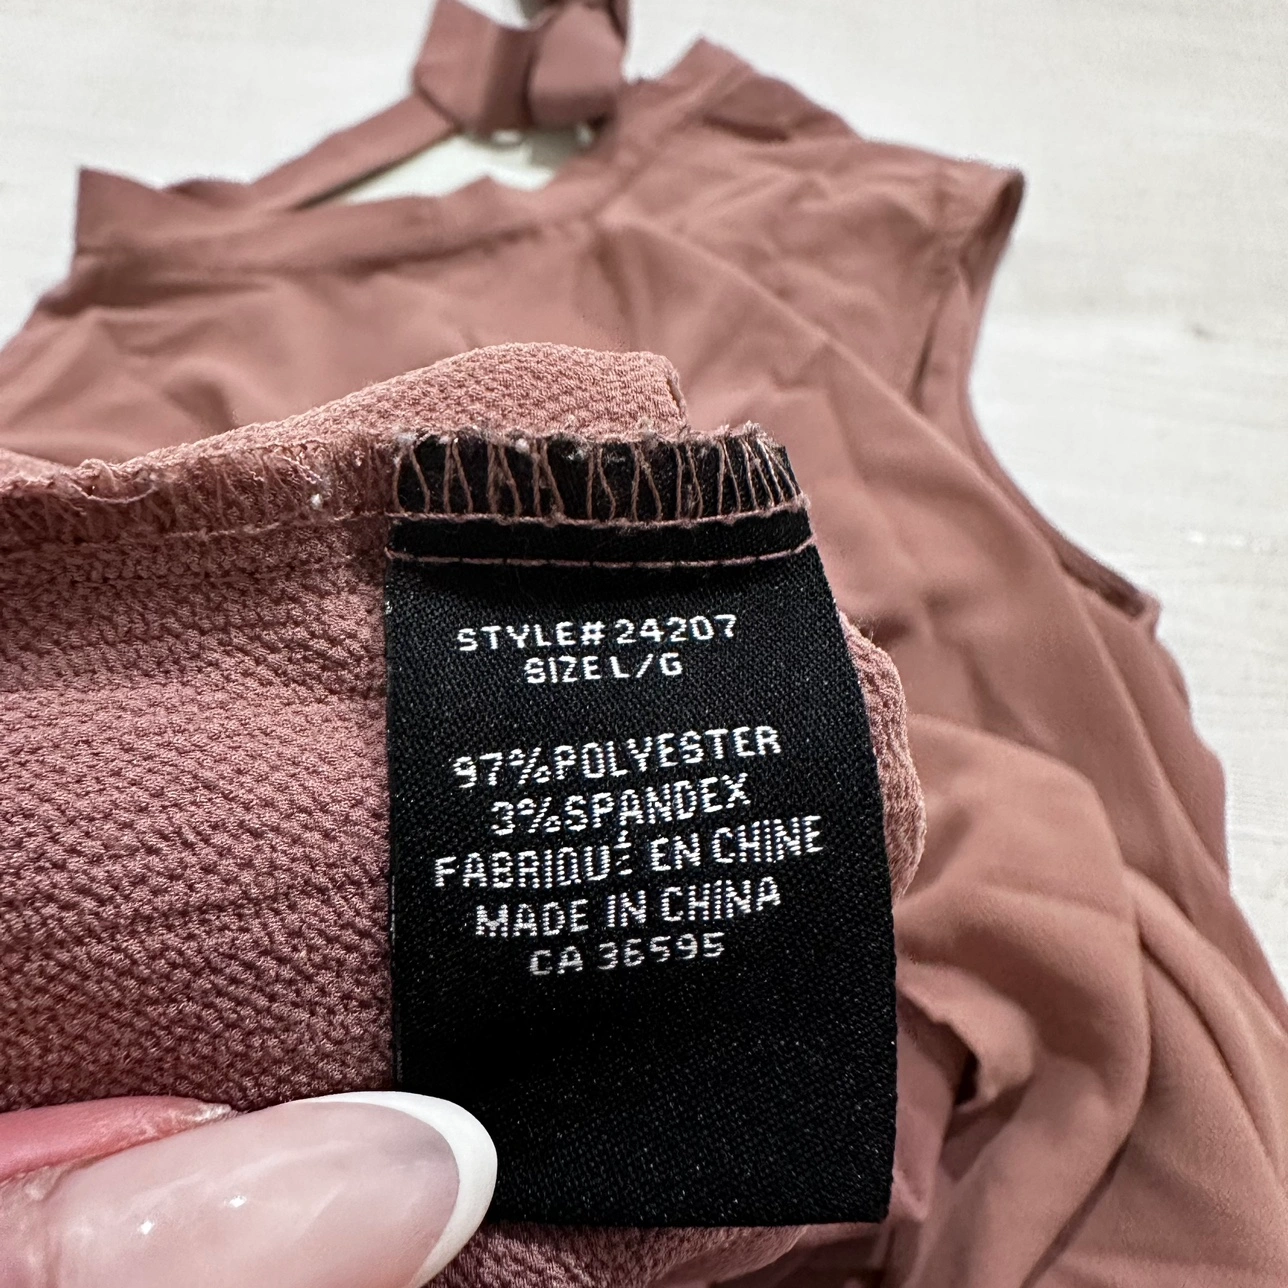 STYLE# 24207
SIZE L/G
97%POLYESTER
3%SPANDEX
FABRIQUÉ EN CHINE
MADE IN CHINA
CA 36595